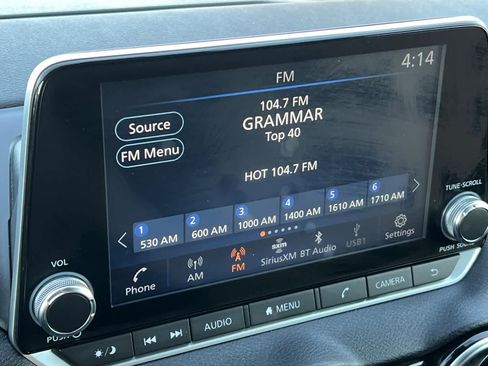 FM
4:14
Source
104.7 FM
GRAMMAR
Top 40
FM Menu
HOT 104.7 FM
1
530 AM
2
600 AM
3
1000 AM
4
1400 AM
5
1610 AM
6
1710 AM
Phone
AM
FM
sxm
SiriusXM
BT Audio
USB1
Settings
VOL
PUSH
TUNE·SCROLL
PUSH
AUDIO
MENU
CAMERA